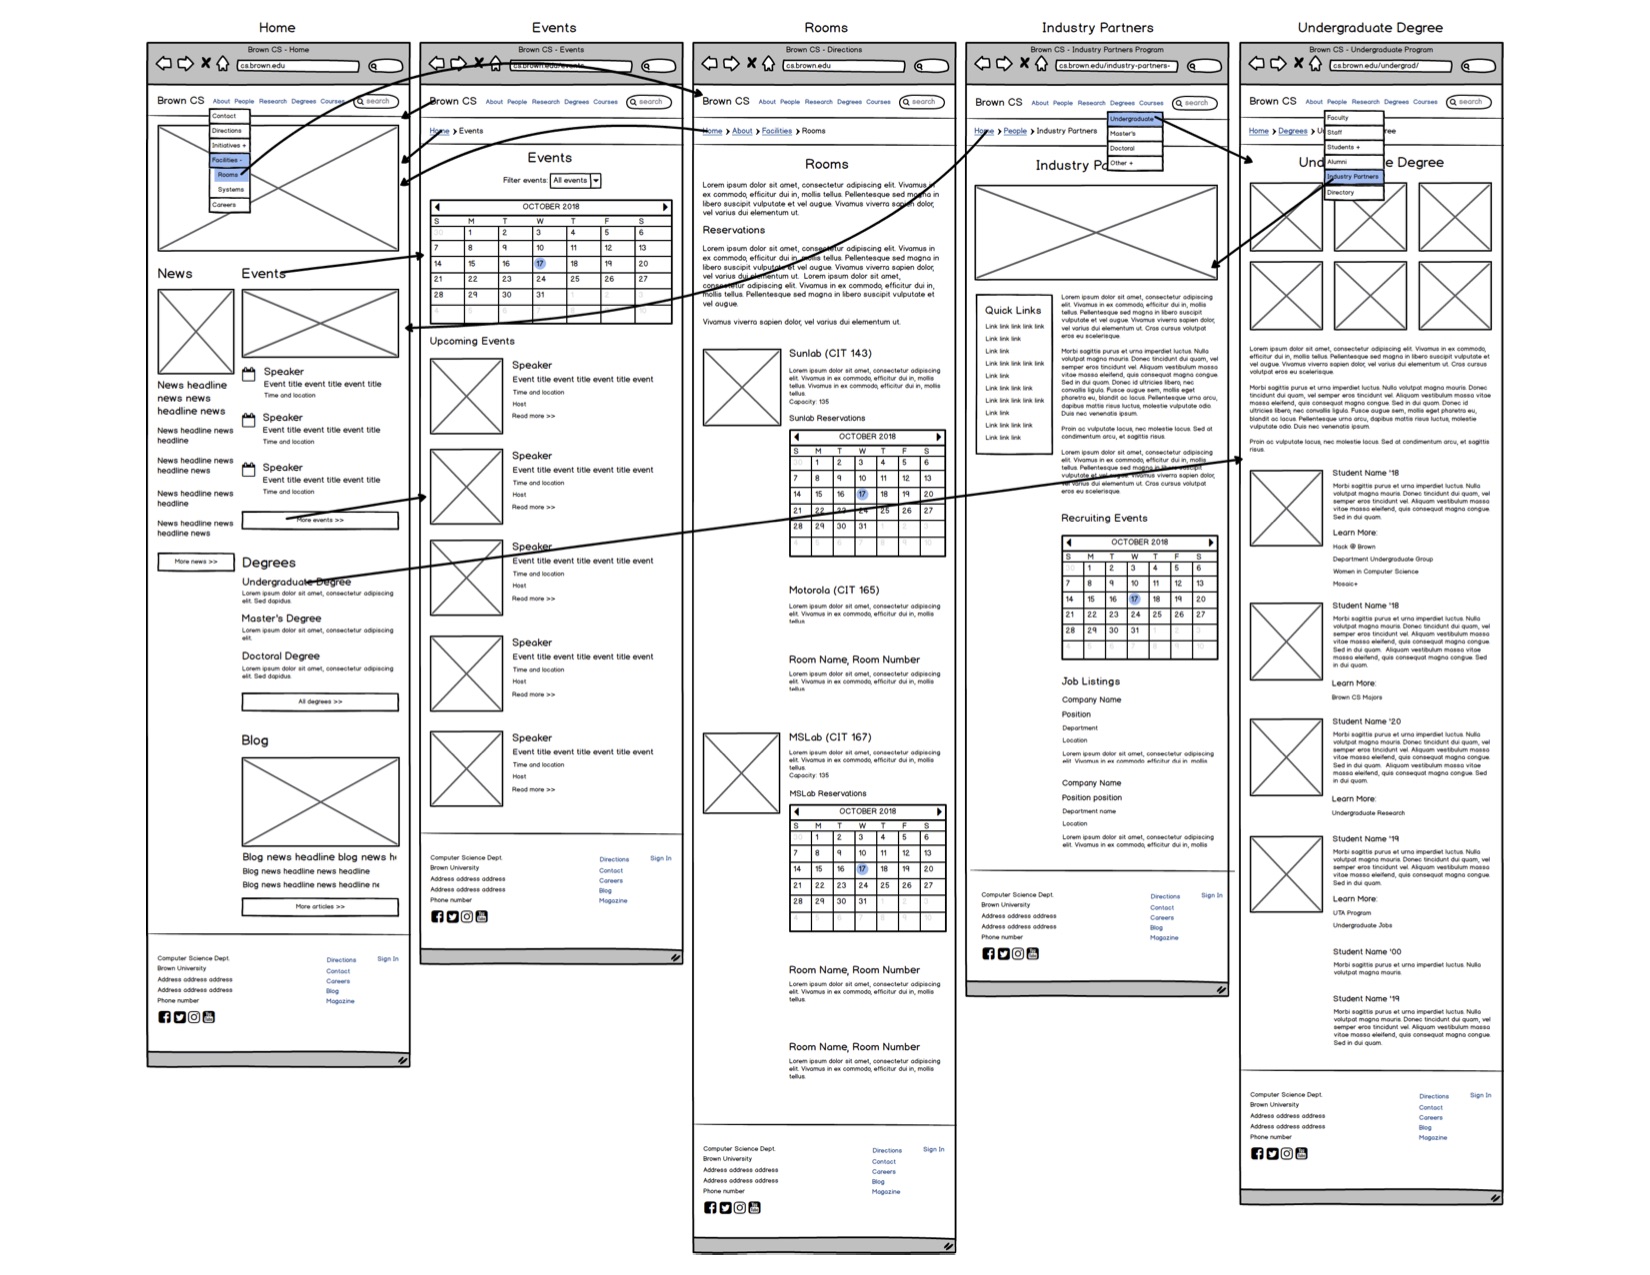 Home
Brown CS - Home
cs.brown.edu
Brown CS
About People Research Degrees Courses
search
Contact
Directions
Initiatives +
Facilities -
Rooms
Systems
Careers
News
News headline
news news
headline news
News headline news
headline
News headline news
headline news
News headline news
headline
News headline news
headline news
More news >>
Events
Speaker
Event title event title event title
Time and location
Speaker
Event title event title event title
Time and location
Speaker
Event title event title event title
Time and location
More events >>
Degrees
Undergraduate Degree
Lorem ipsum dolor sit amet, consectetur adipiscing
elit. Sed dapidus.
Master's Degree
Lorem ipsum dolor sit amet, consectetur adipiscing
elit.
Doctoral Degree
Lorem ipsum dolor sit amet, consectetur adipiscing
elit. Sed dapidus.
All degrees >>
Blog
Blog news headline blog news h
Blog news headline news headline
Blog news headline news headline ne
More articles >>
Computer Science Dept.
Brown University
Address address address
Address address address
Phone number
Directions
Contact
Careers
Blog
Magazine
Sign In
Events
Brown CS - Events
cs.brown.edu/events
Brown CS
About People Research Degrees Courses
search
Home > Events
Events
Filter events: All events
OCTOBER 2018
S M T W T F S
30 1 2 3 4 5 6
7 8 9 10 11 12 13
14 15 16 17 18 19 20
21 22 23 24 25 26 27
28 29 30 31 1 2 3
4 5 6 7 8 9 10
Upcoming Events
Speaker
Event title event title event title event
Time and location
Host
Read more >>
Speaker
Event title event title event title event
Time and location
Host
Read more >>
Speaker
Event title event title event title event
Time and location
Host
Read more >>
Speaker
Event title event title event title event
Time and location
Host
Read more >>
Speaker
Event title event title event title event
Time and location
Host
Read more >>
Computer Science Dept.
Brown University
Address address address
Address address address
Phone number
Directions
Contact
Careers
Blog
Magazine
Sign In
Rooms
Brown CS - Directions
cs.brown.edu
Brown CS
About People Research Degrees Courses
search
Home > About > Facilities > Rooms
Rooms
Lorem ipsum dolor sit amet, consectetur adipiscing elit. Vivamus in
ex commodo, efficitur dui in, mollis tellus. Pellentesque sed magna in
libero suscipit vulputate et vel augue. Vivamus viverra sapien dolor,
vel varius dui elementum ut.
Reservations
Lorem ipsum dolor sit amet, consectetur adipiscing elit. Vivamus in
ex commodo, efficitur dui in, mollis tellus. Pellentesque sed magna in
libero suscipit vulputate et vel augue. Vivamus viverra sapien dolor,
vel varius dui elementum ut. Lorem ipsum dolor sit amet,
consectetur adipiscing elit. Vivamus in ex commodo, efficitur dui in,
mollis tellus. Pellentesque sed magna in libero suscipit vulputate et
vel augue.
Vivamus viverra sapien dolor, vel varius dui elementum ut.
Sunlab (CIT 143)
Lorem ipsum dolor sit amet, consectetur adipiscing
elit. Vivamus in ex commodo, efficitur dui in, mollis
tellus. Vivamus in ex commodo, efficitur dui in, mollis
tellus.
Capacity: 135
Sunlab Reservations
OCTOBER 2018
S M T W T F S
30 1 2 3 4 5 6
7 8 9 10 11 12 13
14 15 16 17 18 19 20
21 22 23 24 25 26 27
28 29 30 31 1 2 3
4 5 6 7 8 9 10
Motorola (CIT 165)
Lorem ipsum dolor sit amet, consectetur adipiscing
elit. Vivamus in ex commodo, efficitur dui in, mollis
tellus.
Room Name, Room Number
Lorem ipsum dolor sit amet, consectetur adipiscing
elit. Vivamus in ex commodo, efficitur dui in, mollis
tellus.
MSLab (CIT 167)
Lorem ipsum dolor sit amet, consectetur adipiscing
elit. Vivamus in ex commodo, efficitur dui in, mollis
tellus.
Capacity: 135
MSLab Reservations
OCTOBER 2018
S M T W T F S
30 1 2 3 4 5 6
7 8 9 10 11 12 13
14 15 16 17 18 19 20
21 22 23 24 25 26 27
28 29 30 31 1 2 3
4 5 6 7 8 9 10
Room Name, Room Number
Lorem ipsum dolor sit amet, consectetur adipiscing
elit. Vivamus in ex commodo, efficitur dui in, mollis
tellus.
Room Name, Room Number
Lorem ipsum dolor sit amet, consectetur adipiscing
elit. Vivamus in ex commodo, efficitur dui in, mollis
tellus.
Computer Science Dept.
Brown University
Address address address
Address address address
Phone number
Directions
Contact
Careers
Blog
Magazine
Sign In
Industry Partners
Brown CS - Industry Partners Program
cs.brown.edu/industry-partners-
Brown CS
About People Research Degrees Courses
search
Undergraduate
Master's
Doctoral
Other +
Home > People > Industry Partners
Industry Pa
Quick Links
Link link link link link
Link link link
Link link
Link link link link
Link link link
Link link link link link
Link link link link link
Link link
Link link link link
Link link link
Lorem ipsum dolor sit amet, consectetur adipiscing elit.
Vivamus in ex commodo, efficitur dui in, mollis
tellus. Pellentesque sed magna in libero suscipit
vulputate et vel augue. Vivamus viverra sapien dolor,
vel varius dui elementum ut. Cras cursus volutpat
eros eu scelerisque.
Morbi sagittis purus et urna imperdiet luctus. Nulla
volutpat magna mauris. Donec tincidunt dui quam, vel
semper eros tincidunt vel. Aliquam vestibulum massa
vitae massa eleifend, quis consequat magna congue.
Sed in dui quam. Donec id ultricies libero, nec
convallis ligula. Fusce augue sem, mollis eget
pharetra eu, blandit ac lacus. Pellentesque urna arcu,
dapibus mattis risus luctus, molestie vulputate odio.
Duis nec venenatis ipsum.
Proin ac vulputate lacus, nec molestie lacus. Sed at
condimentum arcu, et sagittis risus.
Lorem ipsum dolor sit amet, consectetur adipiscing
elit. Vivamus in ex commodo, efficitur dui in, mollis
tellus. Pellentesque sed magna in libero suscipit
vulputate et vel augue. Vivamus viverra sapien dolor,
vel varius dui elementum ut. Cras cursus volutpat
eros eu scelerisque.
Recruiting Events
OCTOBER 2018
S M T W T F S
30 1 2 3 4 5 6
7 8 9 10 11 12 13
14 15 16 17 18 19 20
21 22 23 24 25 26 27
28 29 30 31 1 2 3
4 5 6 7 8 9 10
Job Listings
Company Name
Position
Department
Location
Lorem ipsum dolor sit amet, consectetur adipiscing
elit. Vivamus in ex commodo, efficitur dui in, mollis
Company Name
Position position
Department name
Location
Lorem ipsum dolor sit amet, consectetur adipiscing
elit. Vivamus in ex commodo, efficitur dui in, mollis
Computer Science Dept.
Brown University
Address address address
Address address address
Phone number
Directions
Contact
Careers
Blog
Magazine
Sign In
Undergraduate Degree
Brown CS - Undergraduate Program
cs.brown.edu/undergrad/
Brown CS
About People Research Degrees Courses
search
Faculty
Staff
Students +
Alumni
Industry Partners
Directory
Home > Degrees > U ree
Und e Degree
Lorem ipsum dolor sit amet, consectetur adipiscing elit. Vivamus in ex commodo,
efficitur dui in, mollis tellus. Pellentesque sed magna in libero suscipit vulputate et
vel augue. Vivamus viverra sapien dolor, vel varius dui elementum ut. Cras cursus
volutpat eros eu scelerisque.
Morbi sagittis purus et urna imperdiet luctus. Nulla volutpat magna mauris. Donec
tincidunt dui quam, vel semper eros tincidunt vel. Aliquam vestibulum massa vitae
massa eleifend, quis consequat magna congue. Sed in dui quam. Donec id
ultricies libero, nec convallis ligula. Fusce augue sem, mollis eget pharetra eu,
blandit ac lacus. Pellentesque urna arcu, dapibus mattis risus luctus, molestie
vulputate odio. Duis nec venenatis ipsum.
Proin ac vulputate lacus, nec molestie lacus. Sed at condimentum arcu, et sagittis
risus.
Student Name '18
Morbi sagittis purus et urna imperdiet luctus. Nulla
volutpat magna mauris. Donec tincidunt dui quam, vel
semper eros tincidunt vel. Aliquam vestibulum massa
vitae massa eleifend, quis consequat magna congue.
Sed in dui quam.
Learn More:
Hack @ Brown
Department Undergraduate Group
Women in Computer Science
Mosaic+
Student Name '18
Morbi sagittis purus et urna imperdiet luctus. Nulla
volutpat magna mauris. Donec tincidunt dui quam, vel
semper eros tincidunt vel. Aliquam vestibulum massa
vitae massa eleifend, quis consequat magna congue.
massa eleifend, quis consequat magna congue. Sed
in dui quam.
Learn More:
Brown CS Majors
Student Name '20
Morbi sagittis purus et urna imperdiet luctus. Nulla
volutpat magna mauris. Donec tincidunt dui quam, vel
semper eros tincidunt vel. Aliquam vestibulum massa
vitae massa eleifend, quis consequat magna congue.
Sed in dui quam. Aliquam vestibulum massa vitae
massa eleifend, quis consequat magna congue. Sed
in dui quam.
Learn More:
Undergraduate Research
Student Name '19
Morbi sagittis purus et urna imperdiet luctus. Nulla
volutpat magna mauris. Donec tincidunt dui quam, vel
semper eros tincidunt vel. Aliquam vestibulum massa
vitae massa eleifend, quis consequat magna congue.
Sed in dui quam.
Learn More:
UTA Program
Undergraduate Jobs
Student Name '00
Morbi sagittis purus et urna imperdiet luctus. Nulla
volutpat magna mauris.
Student Name '19
Morbi sagittis purus et urna imperdiet luctus. Nulla
volutpat magna mauris. Donec tincidunt dui quam, vel
semper eros tincidunt vel. Aliquam vestibulum massa
vitae massa eleifend, quis consequat magna congue.
Sed in dui quam.
Computer Science Dept.
Brown University
Address address address
Address address address
Phone number
Directions
Contact
Careers
Blog
Magazine
Sign In